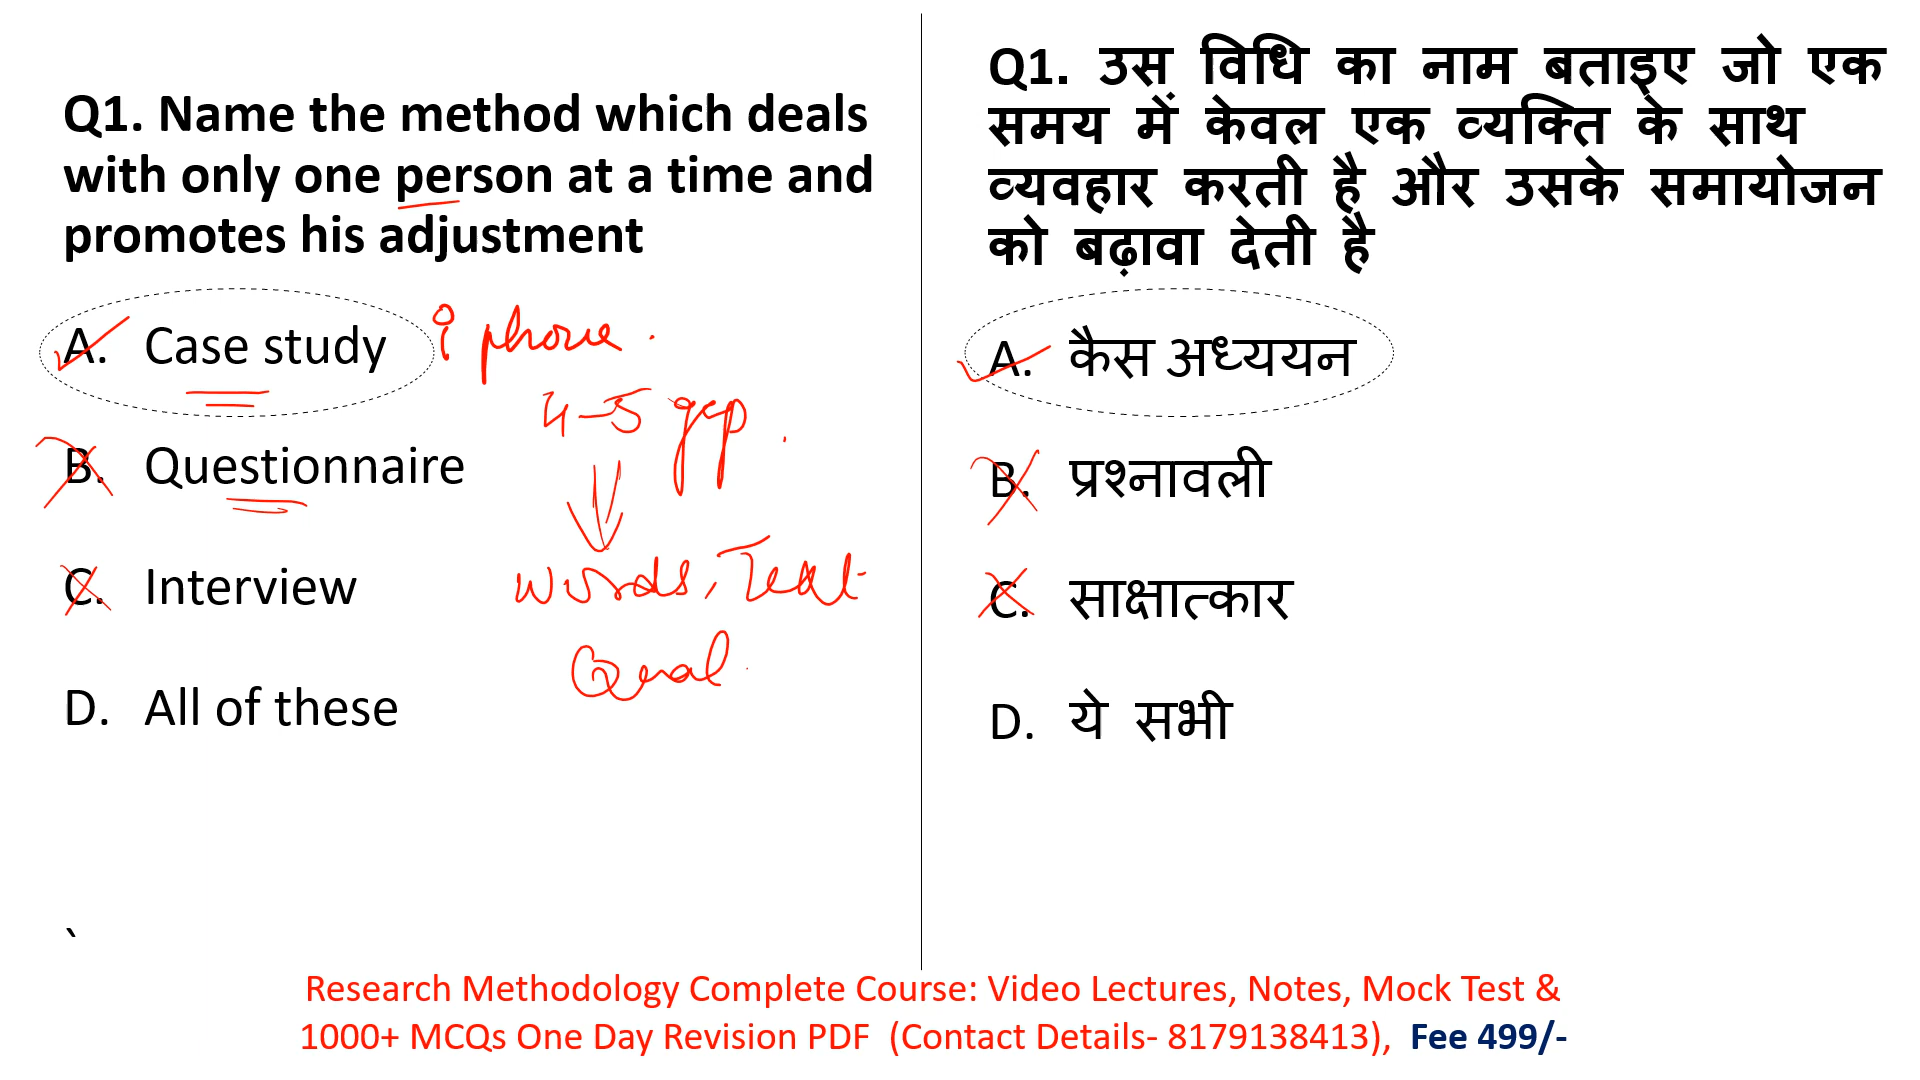 Q1. Name the method which deals
with only one person at a time and
promotes his adjustment
A. Case study
i phone.
4-5 gcp.
B. Questionnaire
C. Interview
words, Text
Qual.
D. All of these
`
Q1. उस विधि का नाम बताइए जो एक
समय में केवल एक व्यक्ति के साथ
व्यवहार करती है और उसके समायोजन
को बढ़ावा देती है
A. कैस अध्ययन
B. प्रश्नावली
C. साक्षात्कार
D. ये सभी
Research Methodology Complete Course: Video Lectures, Notes, Mock Test &
1000+ MCQs One Day Revision PDF (Contact Details- 8179138413), Fee 499/-